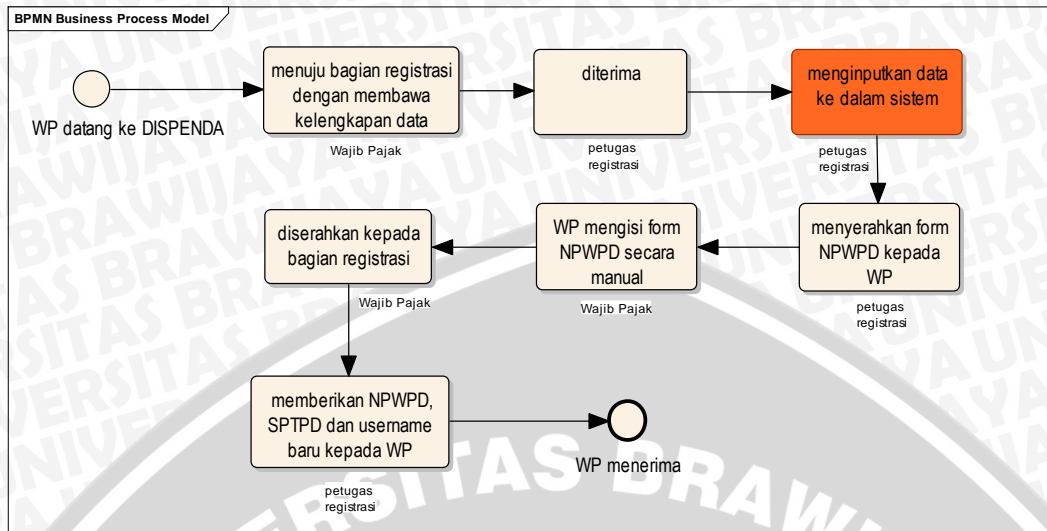 BPMN Business Process Model
WP datang ke DISPENDA
menuju bagian registrasi
dengan membawa
kelengkapan data
Wajib Pajak
diterima
petugas
registrasi
menginputkan data
ke dalam sistem
petugas
registrasi
menyerahkan form
NPWPD kepada
WP
petugas
registrasi
WP mengisi form
NPWPD secara
manual
Wajib Pajak
diserahkan kepada
bagian registrasi
Wajib Pajak
memberikan NPWPD,
SPTPD dan username
baru kepada WP
petugas
registrasi
WP menerima
ERSITAS BRAWI